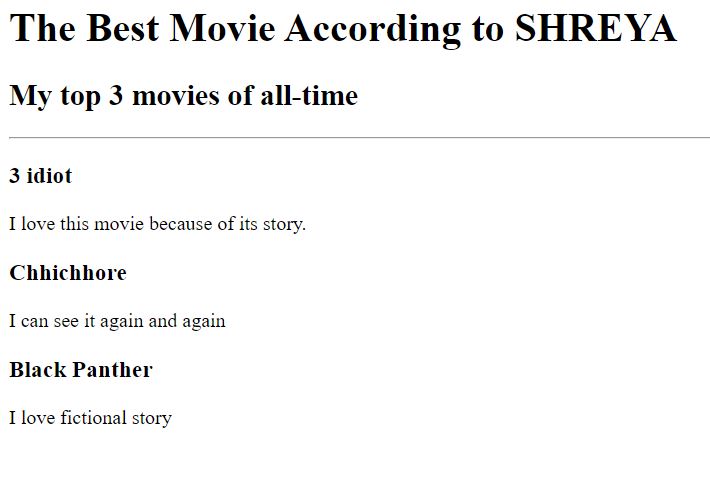 The Best Movie According to SHREYA
My top 3 movies of all-time
3 idiot
I love this movie because of its story.
Chhichhore
I can see it again and again
Black Panther
I love fictional story